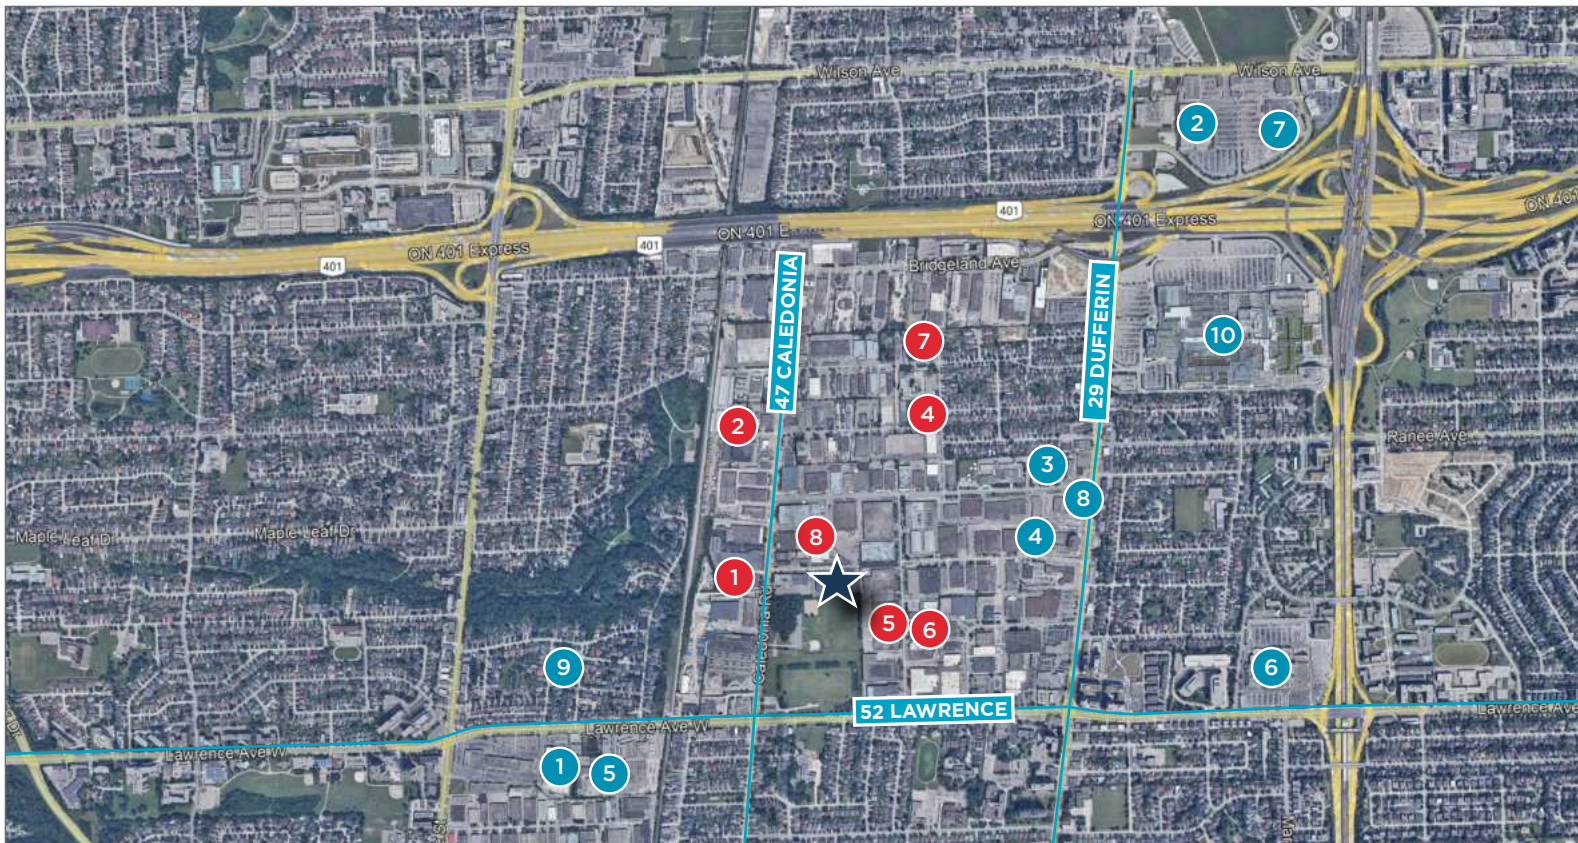 Wilson Ave
Wilson Ave
2
7
401
ON 401 Express
ON 401
ON 401 E
401
ON 401 Express
401
Bridgeland Ave
47 CALEDONIA
29 DUFFERIN
7
10
4
2
Ranee Ave
3
8
8
4
Maple Leaf Dr
Maple Leaf Dr
1
5
6
Caledonia Rd
9
6
52 LAWRENCE
Lawrence Ave
Lawrence Ave W
Lawrence Ave W
1
5